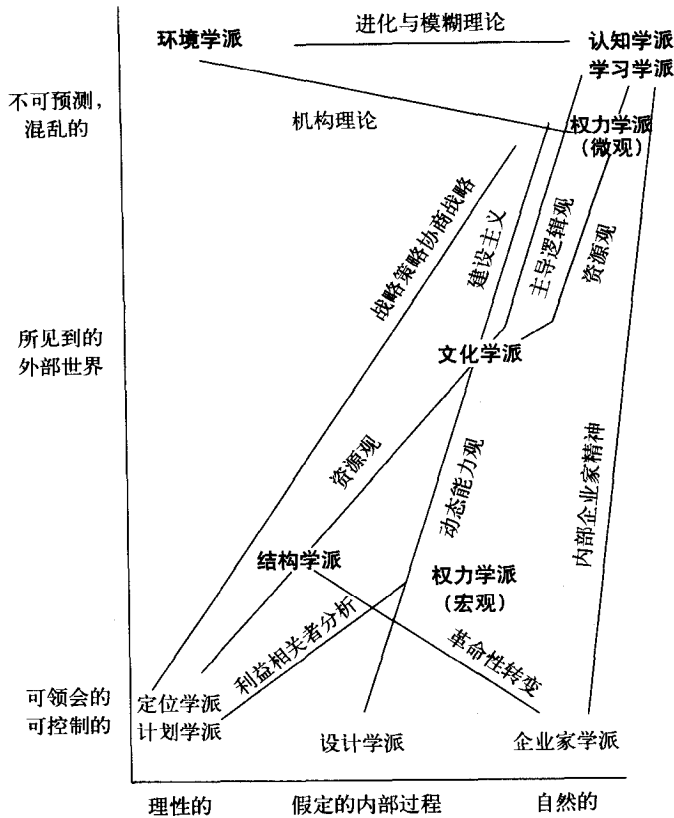 进化与模糊理论
环境学派
认知学派
学习学派
不可预测，
混乱的
机构理论
权力学派
（微观）
战略策略协商战略
建设主义
主导逻辑观
资源观
所见到的
外部世界
文化学派
资源观
动态能力观
内部企业家精神
结构学派
权力学派
（宏观）
利益相关者分析
革命性转变
可领会的
可控制的
定位学派
计划学派
设计学派
企业家学派
理性的
假定的内部过程
自然的